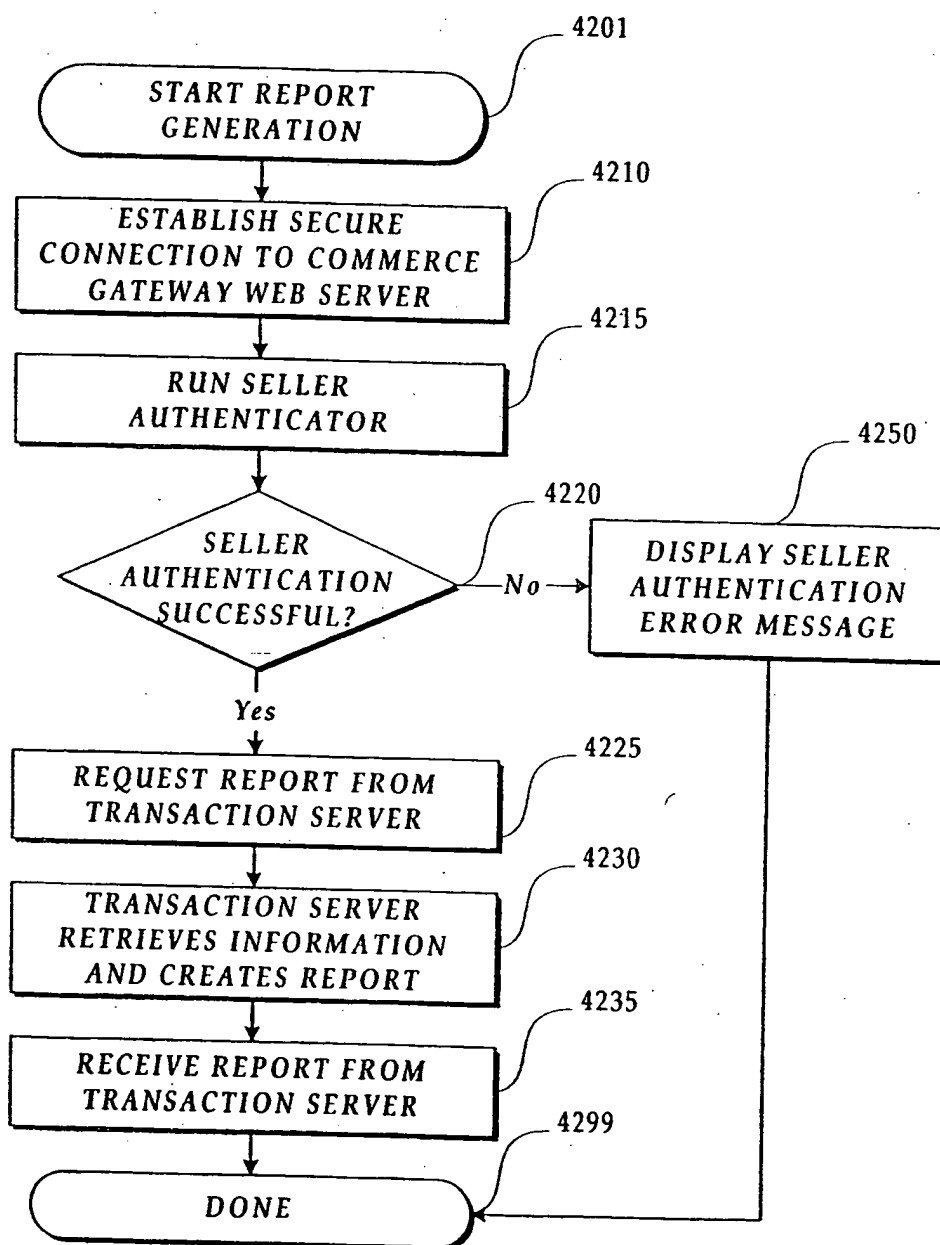 4201
START REPORT
GENERATION
4210
ESTABLISH SECURE
CONNECTION TO COMMERCE
GATEWAY WEB SERVER
4215
RUN SELLER
AUTHENTICATOR
4220
SELLER
AUTHENTICATION
SUCCESSFUL?
No
4250
DISPLAY SELLER
AUTHENTICATION
ERROR MESSAGE
Yes
4225
REQUEST REPORT FROM
TRANSACTION SERVER
4230
TRANSACTION SERVER
RETRIEVES INFORMATION
AND CREATES REPORT
4235
RECEIVE REPORT FROM
TRANSACTION SERVER
4299
DONE